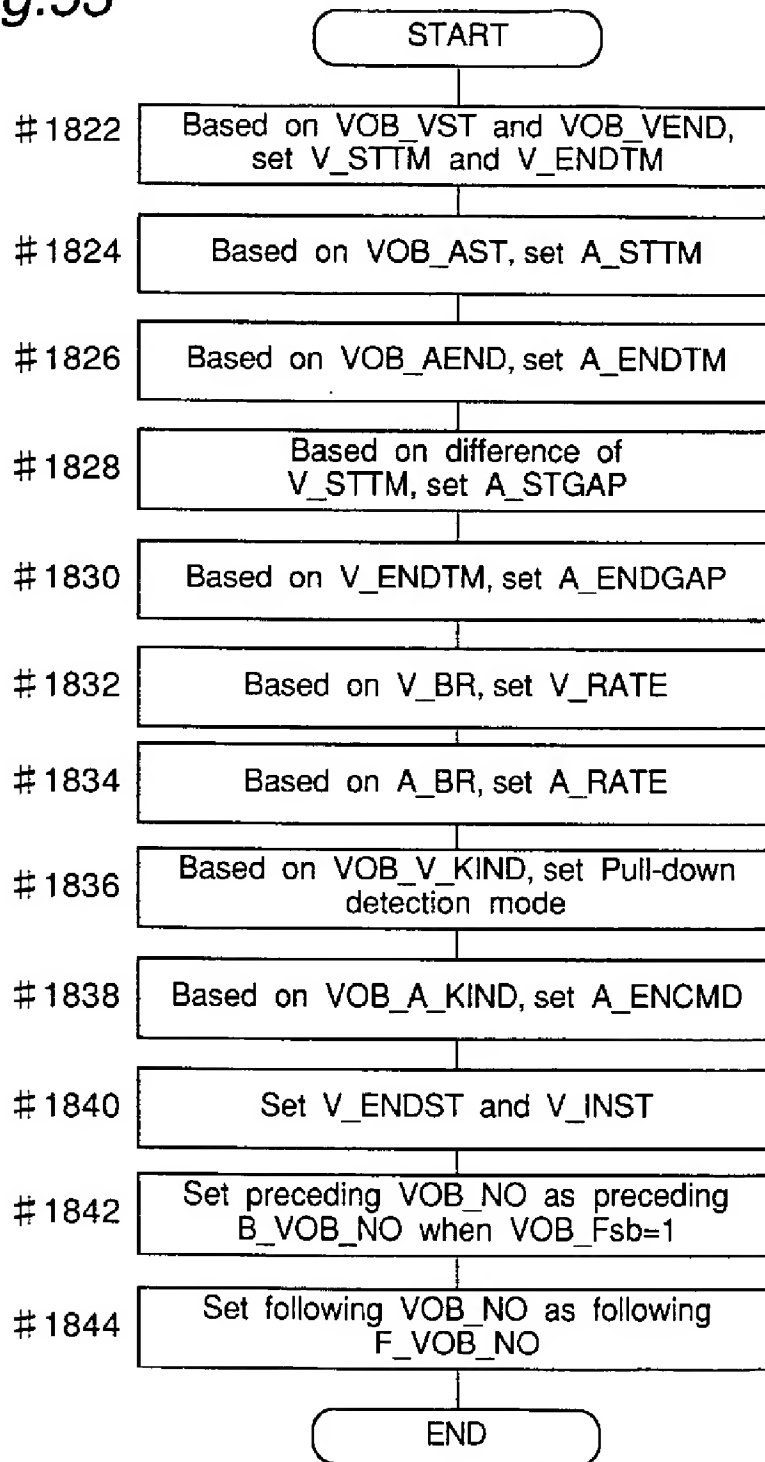 g.53
START
#1822
Based on VOB_VST and VOB_VEND,
set V_STTM and V_ENDTM
#1824
Based on VOB_AST, set A_STTM
#1826
Based on VOB_AEND, set A_ENDTM
#1828
Based on difference of
V_STTM, set A_STGAP
#1830
Based on V_ENDTM, set A_ENDGAP
#1832
Based on V_BR, set V_RATE
#1834
Based on A_BR, set A_RATE
#1836
Based on VOB_V_KIND, set Pull-down
detection mode
#1838
Based on VOB_A_KIND, set A_ENCMD
#1840
Set V_ENDST and V_INST
#1842
Set preceding VOB_NO as preceding
B_VOB_NO when VOB_Fsb=1
#1844
Set following VOB_NO as following
F_VOB_NO
END